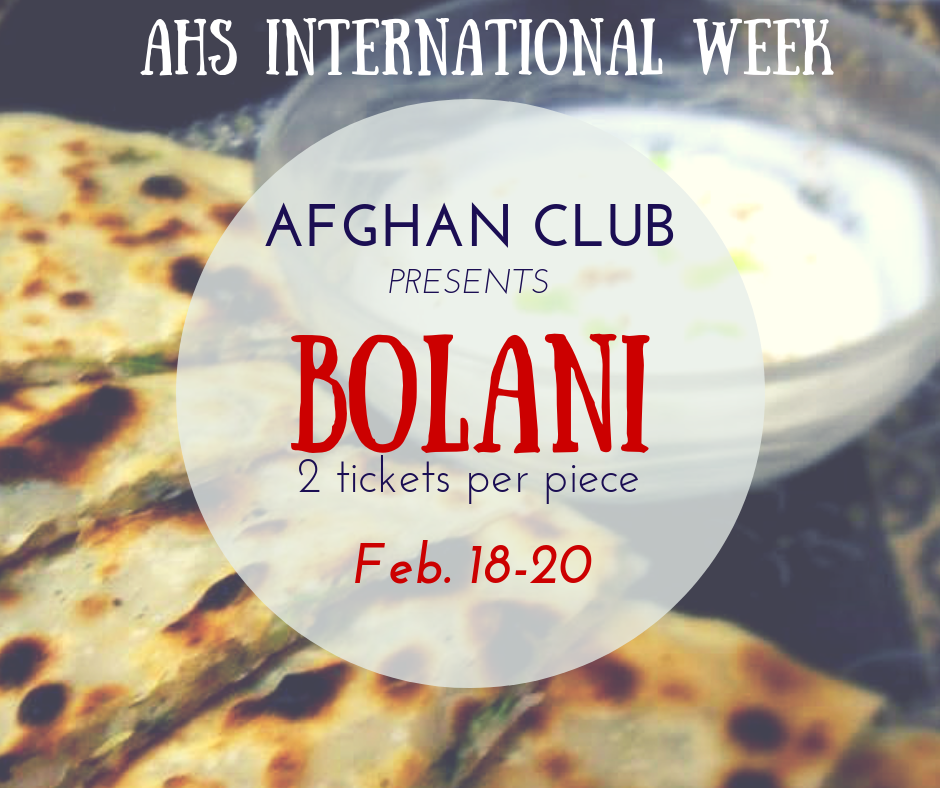 AHS INTERNATIONAL WEEK
AFGHAN CLUB
PRESENTS
BOLANI
2 tickets per piece
Feb. 18-20